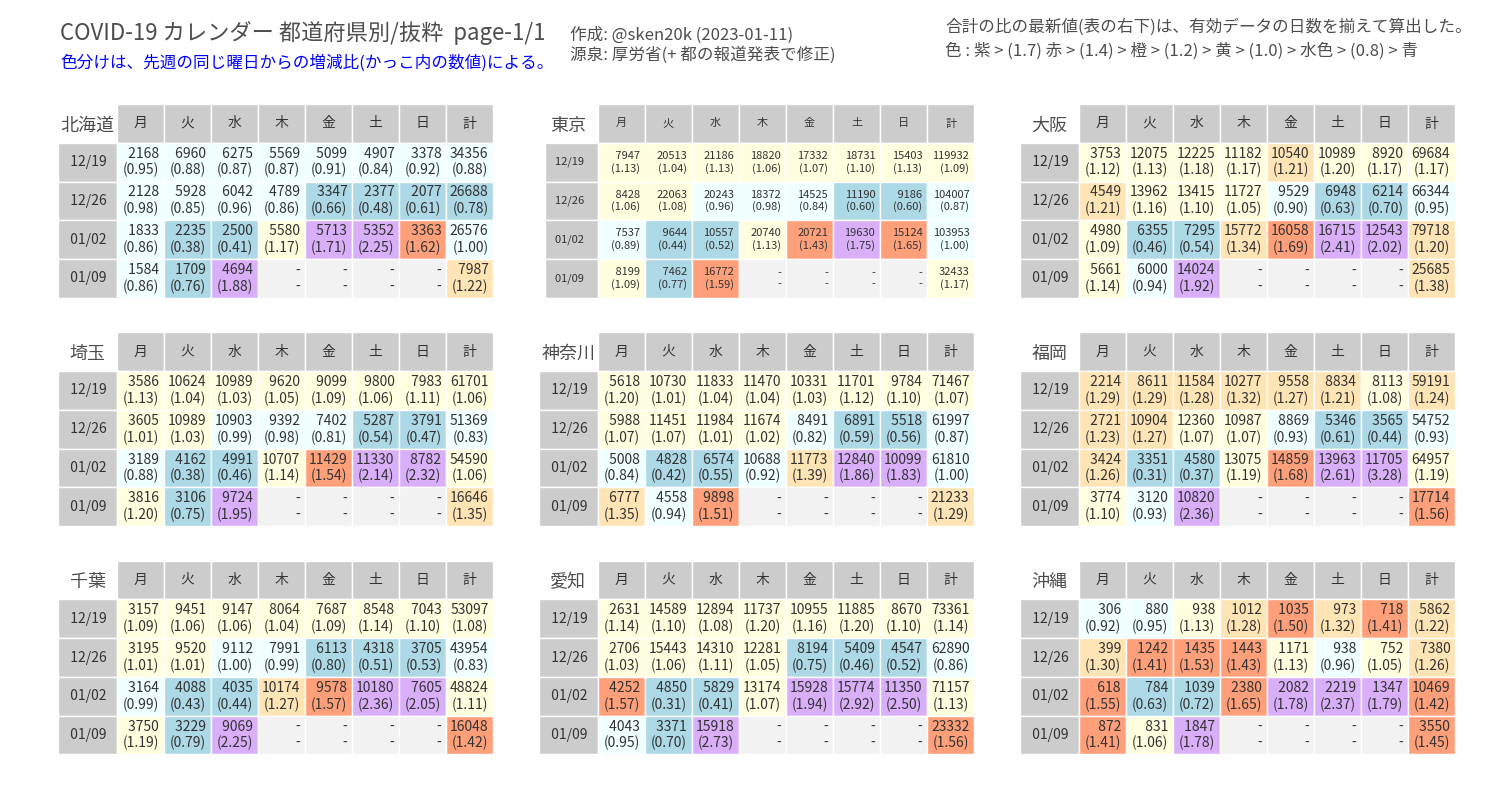 COVID-19 カレンダー 都道府県別/抜粋 page-1/1
作成: @sken20k (2023-01-11)
合計の比の最新値(表の右下)は、有効データの日数を揃えて算出した。
色分けは、先週の同じ曜日からの増減比(かっこ内の数値)による。
源泉: 厚労省(+ 都の報道発表で修正)
色 : 紫 > (1.7) 赤 > (1.4) > 橙 > (1.2) > 黄 > (1.0) > 水色 > (0.8) > 青
北海道 月 火 水 木 金 土 日 計
12/19 2168 6960 6275 5569 5099 4907 3378 34356
(0.95) (0.88) (0.87) (0.87) (0.91) (0.84) (0.92) (0.88)
12/26 2128 5928 6042 4789 3347 2377 2077 26688
(0.98) (0.85) (0.96) (0.86) (0.66) (0.48) (0.61) (0.78)
01/02 1833 2235 2500 5580 5713 5352 3363 26576
(0.86) (0.38) (0.41) (1.17) (1.71) (2.25) (1.62) (1.00)
01/09 1584 1709 4694 - - - - 7987
(0.86) (0.76) (1.88) - - - - (1.22)
東京 月 火 水 木 金 土 日 計
12/19 7947 20513 21186 18820 17332 18731 15403 119932
(1.13) (1.04) (1.13) (1.06) (1.07) (1.10) (1.13) (1.09)
12/26 8428 22063 20243 18372 14525 11190 9186 104007
(1.06) (1.08) (0.96) (0.98) (0.84) (0.60) (0.60) (0.87)
01/02 7537 9644 10557 20740 20721 19630 15124 103953
(0.89) (0.44) (0.52) (1.13) (1.43) (1.75) (1.65) (1.00)
01/09 8199 7462 16772 - - - - 32433
(1.09) (0.77) (1.59) - - - - (1.17)
大阪 月 火 水 木 金 土 日 計
12/19 3753 12075 12225 11182 10540 10989 8920 69684
(1.12) (1.13) (1.18) (1.17) (1.21) (1.20) (1.17) (1.17)
12/26 4549 13962 13415 11727 9529 6948 6214 66344
(1.21) (1.16) (1.10) (1.05) (0.90) (0.63) (0.70) (0.95)
01/02 4980 6355 7295 15772 16058 16715 12543 79718
(1.09) (0.46) (0.54) (1.34) (1.69) (2.41) (2.02) (1.20)
01/09 5661 6000 14024 - - - - 25685
(1.14) (0.94) (1.92) - - - - (1.38)
埼玉 月 火 水 木 金 土 日 計
12/19 3586 10624 10989 9620 9099 9800 7983 61701
(1.13) (1.04) (1.03) (1.05) (1.09) (1.06) (1.11) (1.06)
12/26 3605 10989 10903 9392 7402 5287 3791 51369
(1.01) (1.03) (0.99) (0.98) (0.81) (0.54) (0.47) (0.83)
01/02 3189 4162 4991 10707 11429 11330 8782 54590
(0.88) (0.38) (0.46) (1.14) (1.54) (2.14) (2.32) (1.06)
01/09 3816 3106 9724 - - - - 16646
(1.20) (0.75) (1.95) - - - - (1.35)
神奈川 月 火 水 木 金 土 日 計
12/19 5618 10730 11833 11470 10331 11701 9784 71467
(1.20) (1.01) (1.04) (1.04) (1.03) (1.12) (1.10) (1.07)
12/26 5988 11451 11984 11674 8491 6891 5518 61997
(1.07) (1.07) (1.01) (1.02) (0.82) (0.59) (0.56) (0.87)
01/02 5008 4828 6574 10688 11773 12840 10099 61810
(0.84) (0.42) (0.55) (0.92) (1.39) (1.86) (1.83) (1.00)
01/09 6777 4558 9898 - - - - 21233
(1.35) (0.94) (1.51) - - - - (1.29)
福岡 月 火 水 木 金 土 日 計
12/19 2214 8611 11584 10277 9558 8834 8113 59191
(1.29) (1.29) (1.28) (1.32) (1.27) (1.21) (1.08) (1.24)
12/26 2721 10904 12360 10987 8869 5346 3565 54752
(1.23) (1.27) (1.07) (1.07) (0.93) (0.61) (0.44) (0.93)
01/02 3424 3351 4580 13075 14859 13963 11705 64957
(1.26) (0.31) (0.37) (1.19) (1.68) (2.61) (3.28) (1.19)
01/09 3774 3120 10820 - - - - 17714
(1.10) (0.93) (2.36) - - - - (1.56)
千葉 月 火 水 木 金 土 日 計
12/19 3157 9451 9147 8064 7687 8548 7043 53097
(1.09) (1.06) (1.06) (1.04) (1.09) (1.14) (1.10) (1.08)
12/26 3195 9520 9112 7991 6113 4318 3705 43954
(1.01) (1.01) (1.00) (0.99) (0.80) (0.51) (0.53) (0.83)
01/02 3164 4088 4035 10174 9578 10180 7605 48824
(0.99) (0.43) (0.44) (1.27) (1.57) (2.36) (2.05) (1.11)
01/09 3750 3229 9069 - - - - 16048
(1.19) (0.79) (2.25) - - - - (1.42)
愛知 月 火 水 木 金 土 日 計
12/19 2631 14589 12894 11737 10955 11885 8670 73361
(1.14) (1.10) (1.08) (1.20) (1.16) (1.20) (1.10) (1.14)
12/26 2706 15443 14310 12281 8194 5409 4547 62890
(1.03) (1.06) (1.11) (1.05) (0.75) (0.46) (0.52) (0.86)
01/02 4252 4850 5829 13174 15928 15774 11350 71157
(1.57) (0.31) (0.41) (1.07) (1.94) (2.92) (2.50) (1.13)
01/09 4043 3371 15918 - - - - 23332
(0.95) (0.70) (2.73) - - - - (1.56)
沖縄 月 火 水 木 金 土 日 計
12/19 306 880 938 1012 1035 973 718 5862
(0.92) (0.95) (1.13) (1.28) (1.50) (1.32) (1.41) (1.22)
12/26 399 1242 1435 1443 1171 938 752 7380
(1.30) (1.41) (1.53) (1.43) (1.13) (0.96) (1.05) (1.26)
01/02 618 784 1039 2380 2082 2219 1347 10469
(1.55) (0.63) (0.72) (1.65) (1.78) (2.37) (1.79) (1.42)
01/09 872 831 1847 - - - - 3550
(1.41) (1.06) (1.78) - - - - (1.45)